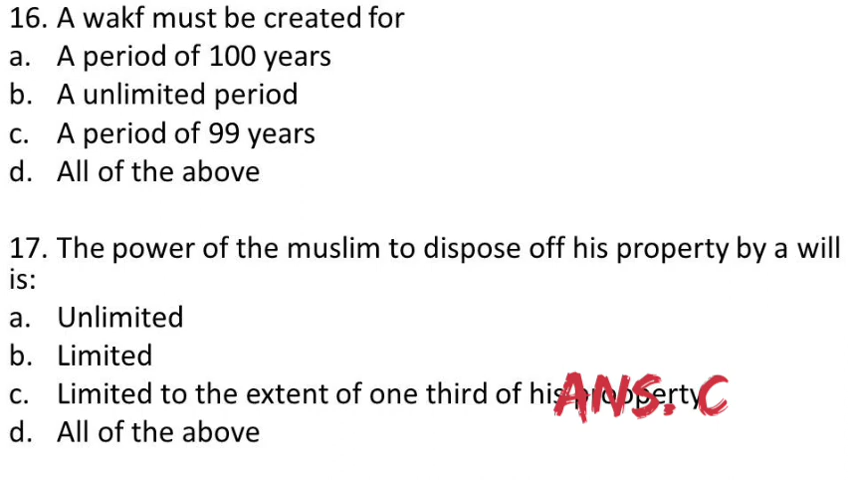 16. A wakf must be created for
a. A period of 100 years
b. A unlimited period
c. A period of 99 years
d. All of the above
17. The power of the muslim to dispose off his property by a will
is:
a. Unlimited
b. Limited
c. Limited to the extent of one third of his property
ANS. C
d. All of the above